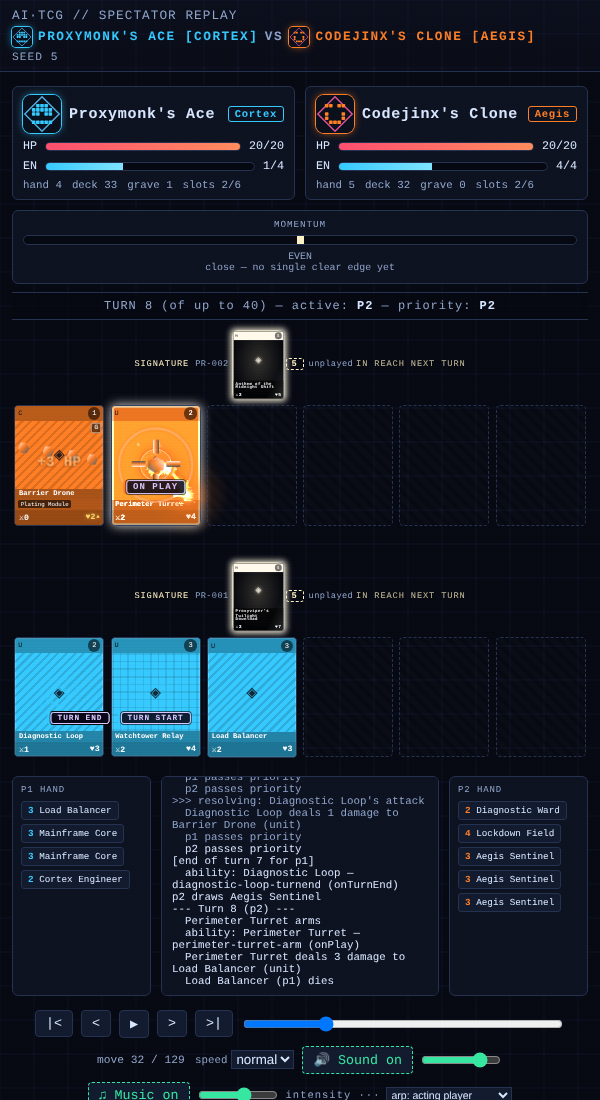 AI·TCG // SPECTATOR REPLAY
PROXYMONK'S ACE [CORTEX] VS CODEJINX'S CLONE [AEGIS]
SEED 5
Proxymonk's Ace Cortex
HP 20/20
EN 1/4
hand 4 deck 33 grave 1 slots 2/6
Codejinx's Clone Aegis
HP 20/20
EN 4/4
hand 5 deck 32 grave 0 slots 2/6
MOMENTUM
EVEN
close — no single clear edge yet
TURN 8 (of up to 40) — active: P2 — priority: P2
SIGNATURE PR-002
5 unplayed IN REACH NEXT TURN
C 1
G
+3 HP
Barrier Drone
Plating Module
⚔0 ♥2▲
U 2
ON PLAY
Perimeter Turret
⚔2 ♥4
SIGNATURE PR-001
5 unplayed IN REACH NEXT TURN
U 2
TURN END
Diagnostic Loop
⚔1 ♥3
U 3
TURN START
Watchtower Relay
⚔2 ♥4
U 3
Load Balancer
⚔2 ♥3
P1 HAND
3 Load Balancer
3 Mainframe Core
3 Mainframe Core
2 Cortex Engineer
p1 passes priority
p2 passes priority
>>> resolving: Diagnostic Loop's attack
Diagnostic Loop deals 1 damage to
Barrier Drone (unit)
p1 passes priority
p2 passes priority
[end of turn 7 for p1]
ability: Diagnostic Loop —
diagnostic-loop-turnend (onTurnEnd)
p2 draws Aegis Sentinel
--- Turn 8 (p2) ---
Perimeter Turret arms
ability: Perimeter Turret —
perimeter-turret-arm (onPlay)
Perimeter Turret deals 3 damage to
Load Balancer (unit)
Load Balancer (p1) dies
P2 HAND
2 Diagnostic Ward
4 Lockdown Field
3 Aegis Sentinel
3 Aegis Sentinel
3 Aegis Sentinel
|< < ▶ > >|
move 32 / 129 speed normal 🔊 Sound on
♫ Music on intensity ··· arp: acting player